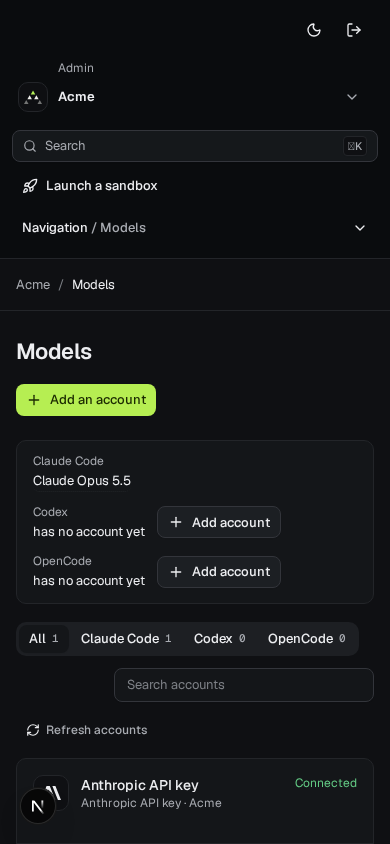 Admin
Acme
Search
K
Launch a sandbox
Navigation / Models
Acme / Models
Models
Add an account
Claude Code
Claude Opus 5.5
Codex
has no account yet
Add account
OpenCode
has no account yet
Add account
All 1 Claude Code 1 Codex 0 OpenCode 0
Search accounts
Refresh accounts
Anthropic API key
Connected
Anthropic API key · Acme
N